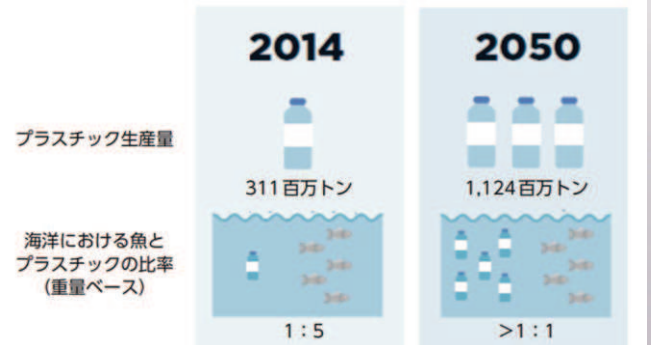 2014
2050
プラスチック生産量
311百万トン
1,124百万トン
海洋における魚と
プラスチックの比率
(重量ベース)
1：5
>1：1